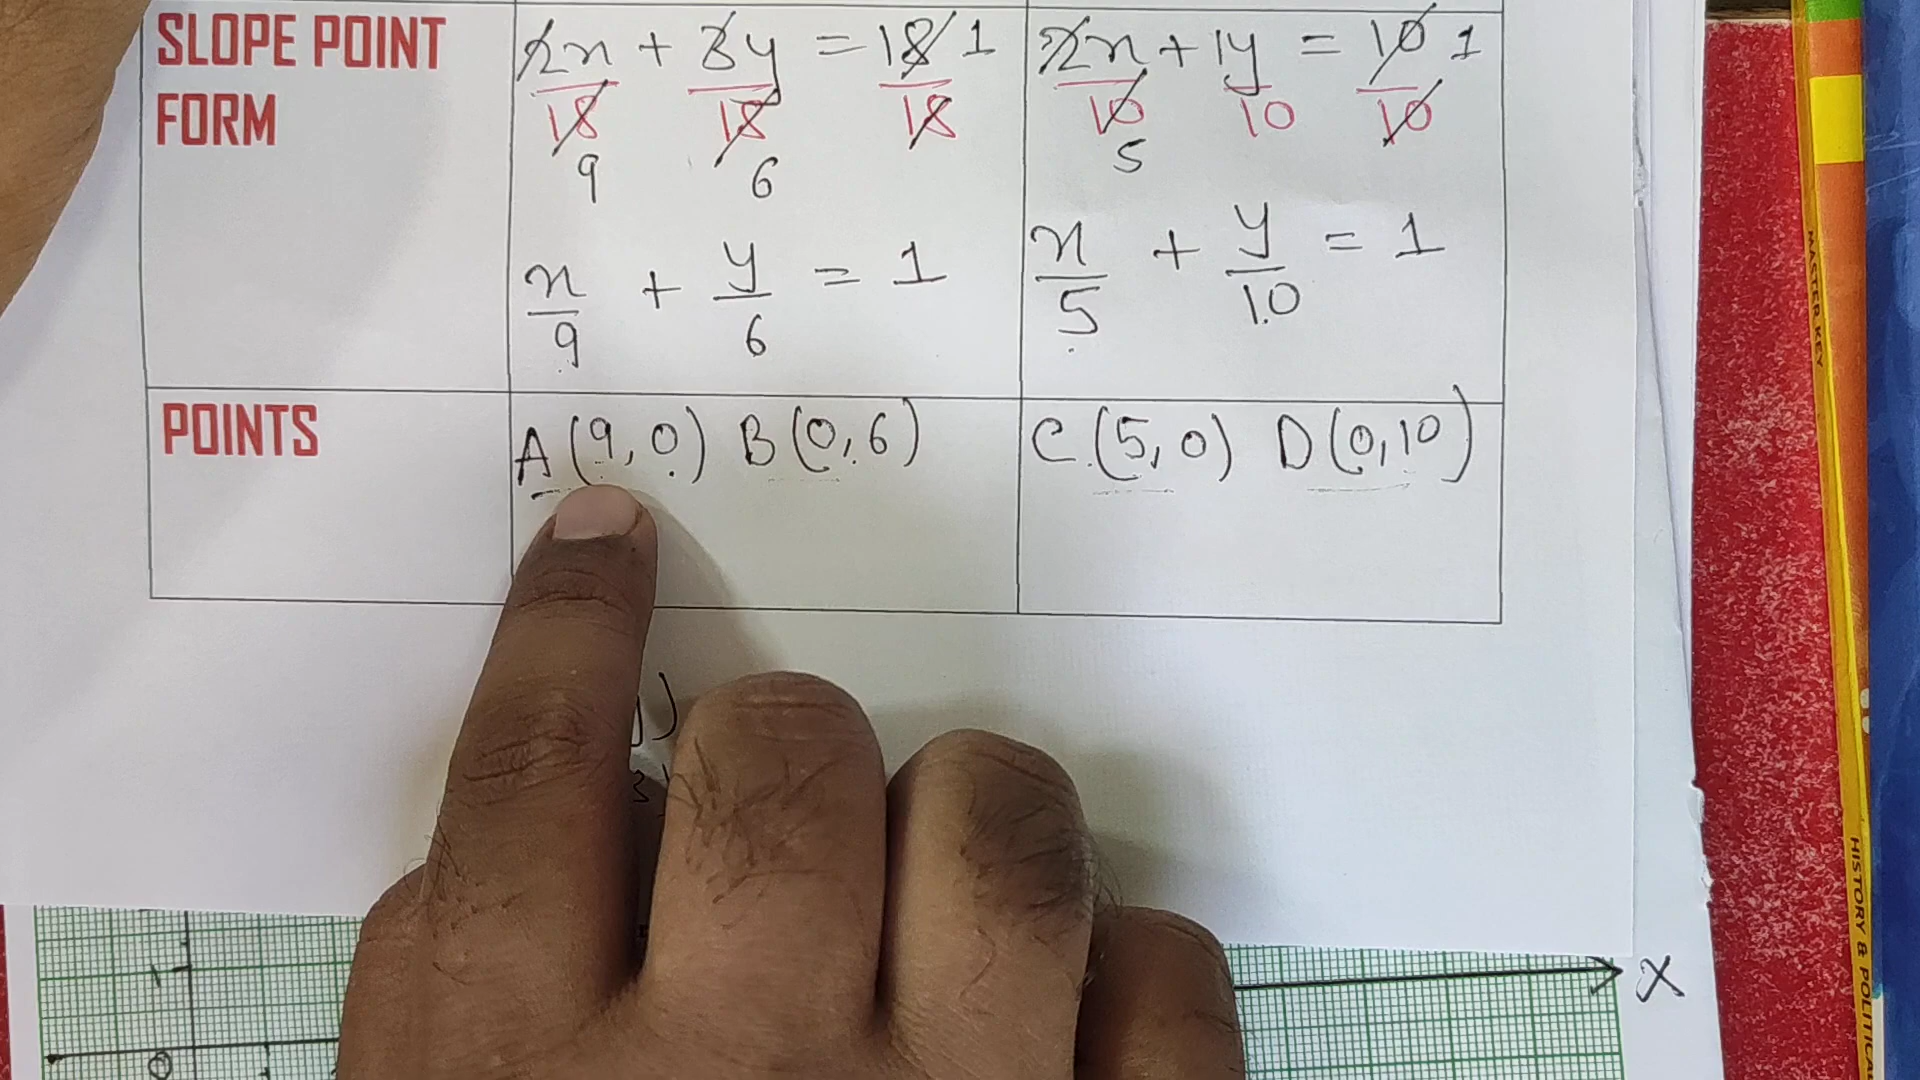 SLOPE POINT
FORM
2x + 3y = 18 1
18 18 18
9 6
x/9 + y/6 = 1
2x + 1y = 10 1
10 10 10
5
x/5 + y/10 = 1
POINTS
A (9, 0) B (0, 6)
C (5, 0) D (0, 10)
X
0
MASTER KEY
HISTORY & POLITICAL